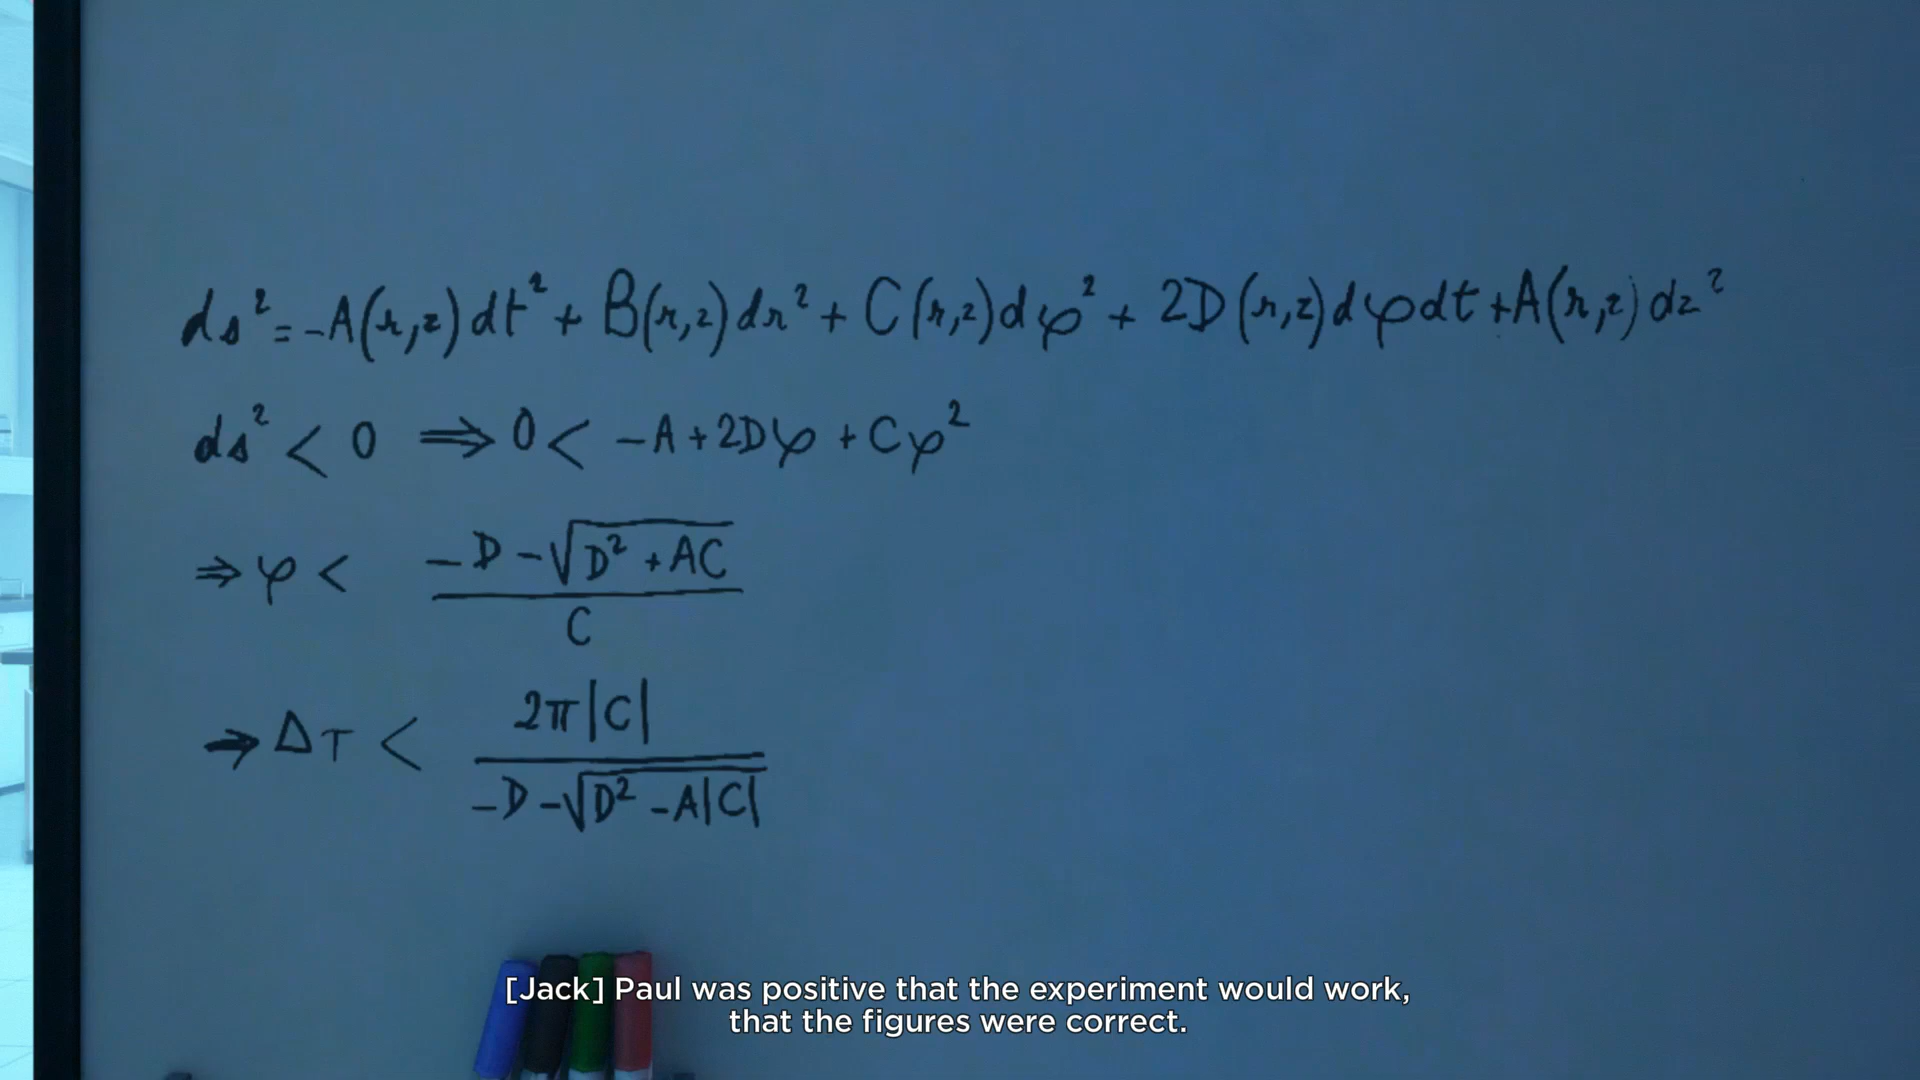 ds² = -A(r,z)dt² + B(r,z)dr² + C(r,z)dφ² + 2D(r,z)dφdt + A(r,z)dz²
ds² < 0 ⇒ 0 < -A + 2Dφ + Cφ²
⇒ φ < (-D - √(D² + AC)) / C
⇒ ΔT < 2π|C| / (-D - √(D² - A|C|))
[Jack] Paul was positive that the experiment would work,
that the figures were correct.